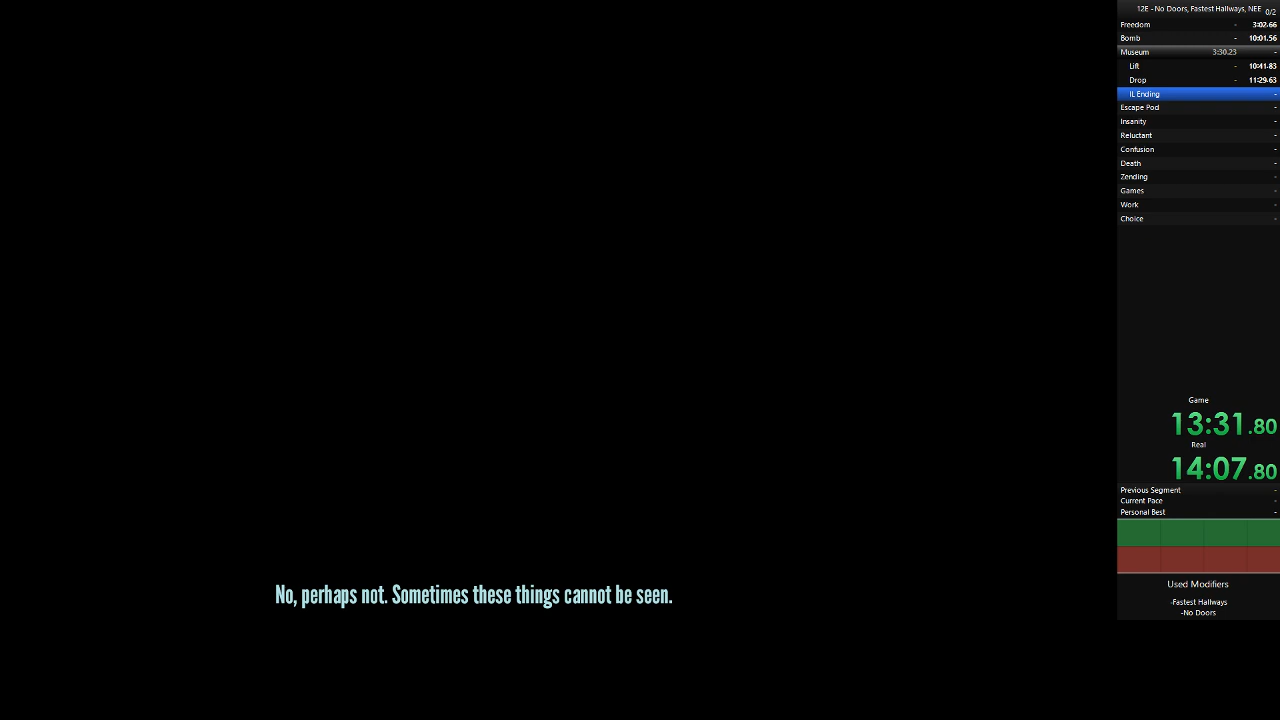 12E - No Doors, Fastest Hallways, NEE 0/2
Freedom - 3:02.66
Bomb - 10:01.56
Museum 3:30.23 -
Lift - 10:41.83
Drop - 11:29.63
IL Ending -
Escape Pod -
Insanity -
Reluctant -
Confusion -
Death -
Zending -
Games -
Work -
Choice -
Game
13:31.80
Real
14:07.80
Previous Segment -
Current Pace -
Personal Best -
Used Modifiers
-Fastest Hallways
-No Doors
No, perhaps not. Sometimes these things cannot be seen.